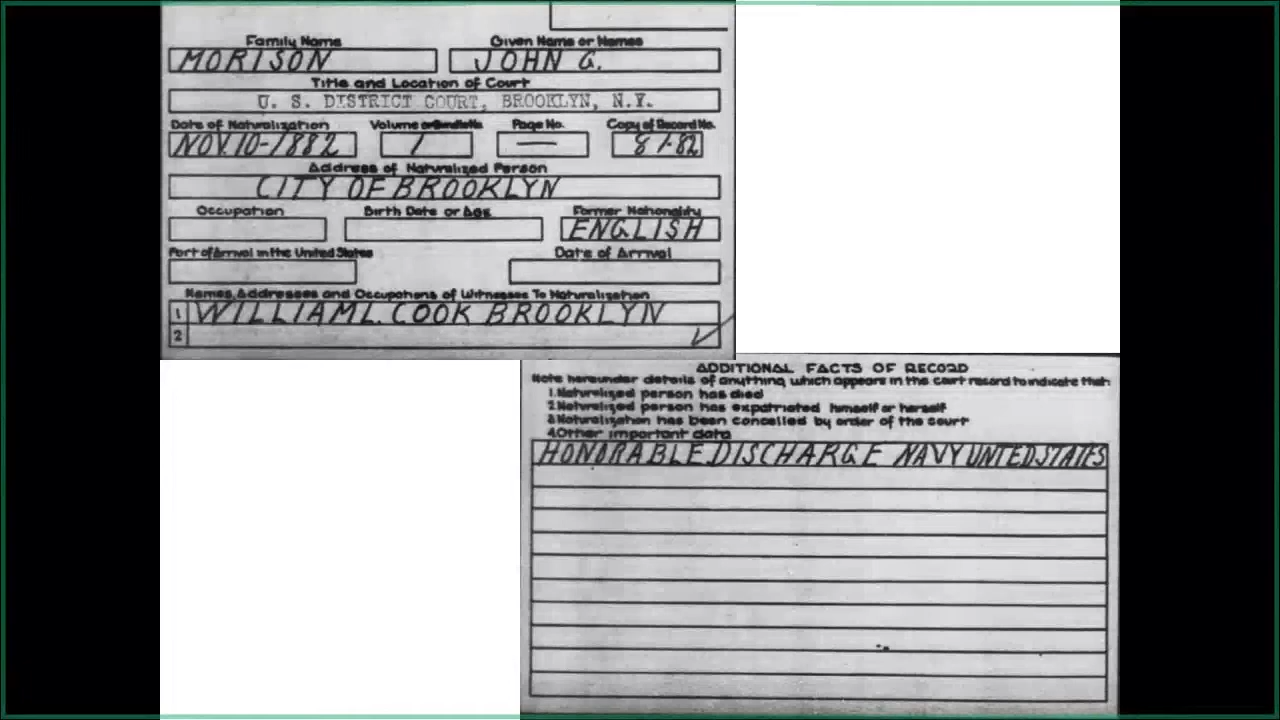 Family Name Given Name or Names
MORISON JOHN G.
Title and Location of Court
U. S. DISTRICT COURT, BROOKLYN, N.Y.
Date of Naturalization Volume or Bundle No. Page No. Copy of Record No.
NOV. 10-1882 1 — 81-82
Address of Naturalized Person
CITY OF BROOKLYN
Occupation Birth Date or Age Former Nationality
ENGLISH
Port of Arrival in the United States Date of Arrival
Names, Addresses and Occupations of Witnesses To Naturalization
1 WILLIAM L. COOK BROOKLYN
2
ADDITIONAL FACTS OF RECORD
Note hereunder details of anything which appears in the court record to indicate that:
1. Naturalized person has died
2. Naturalized person has expatriated himself or herself
3. Naturalization has been cancelled by order of the court
4. Other important data
HONORABLE DISCHARGE NAVY UNITED STATES